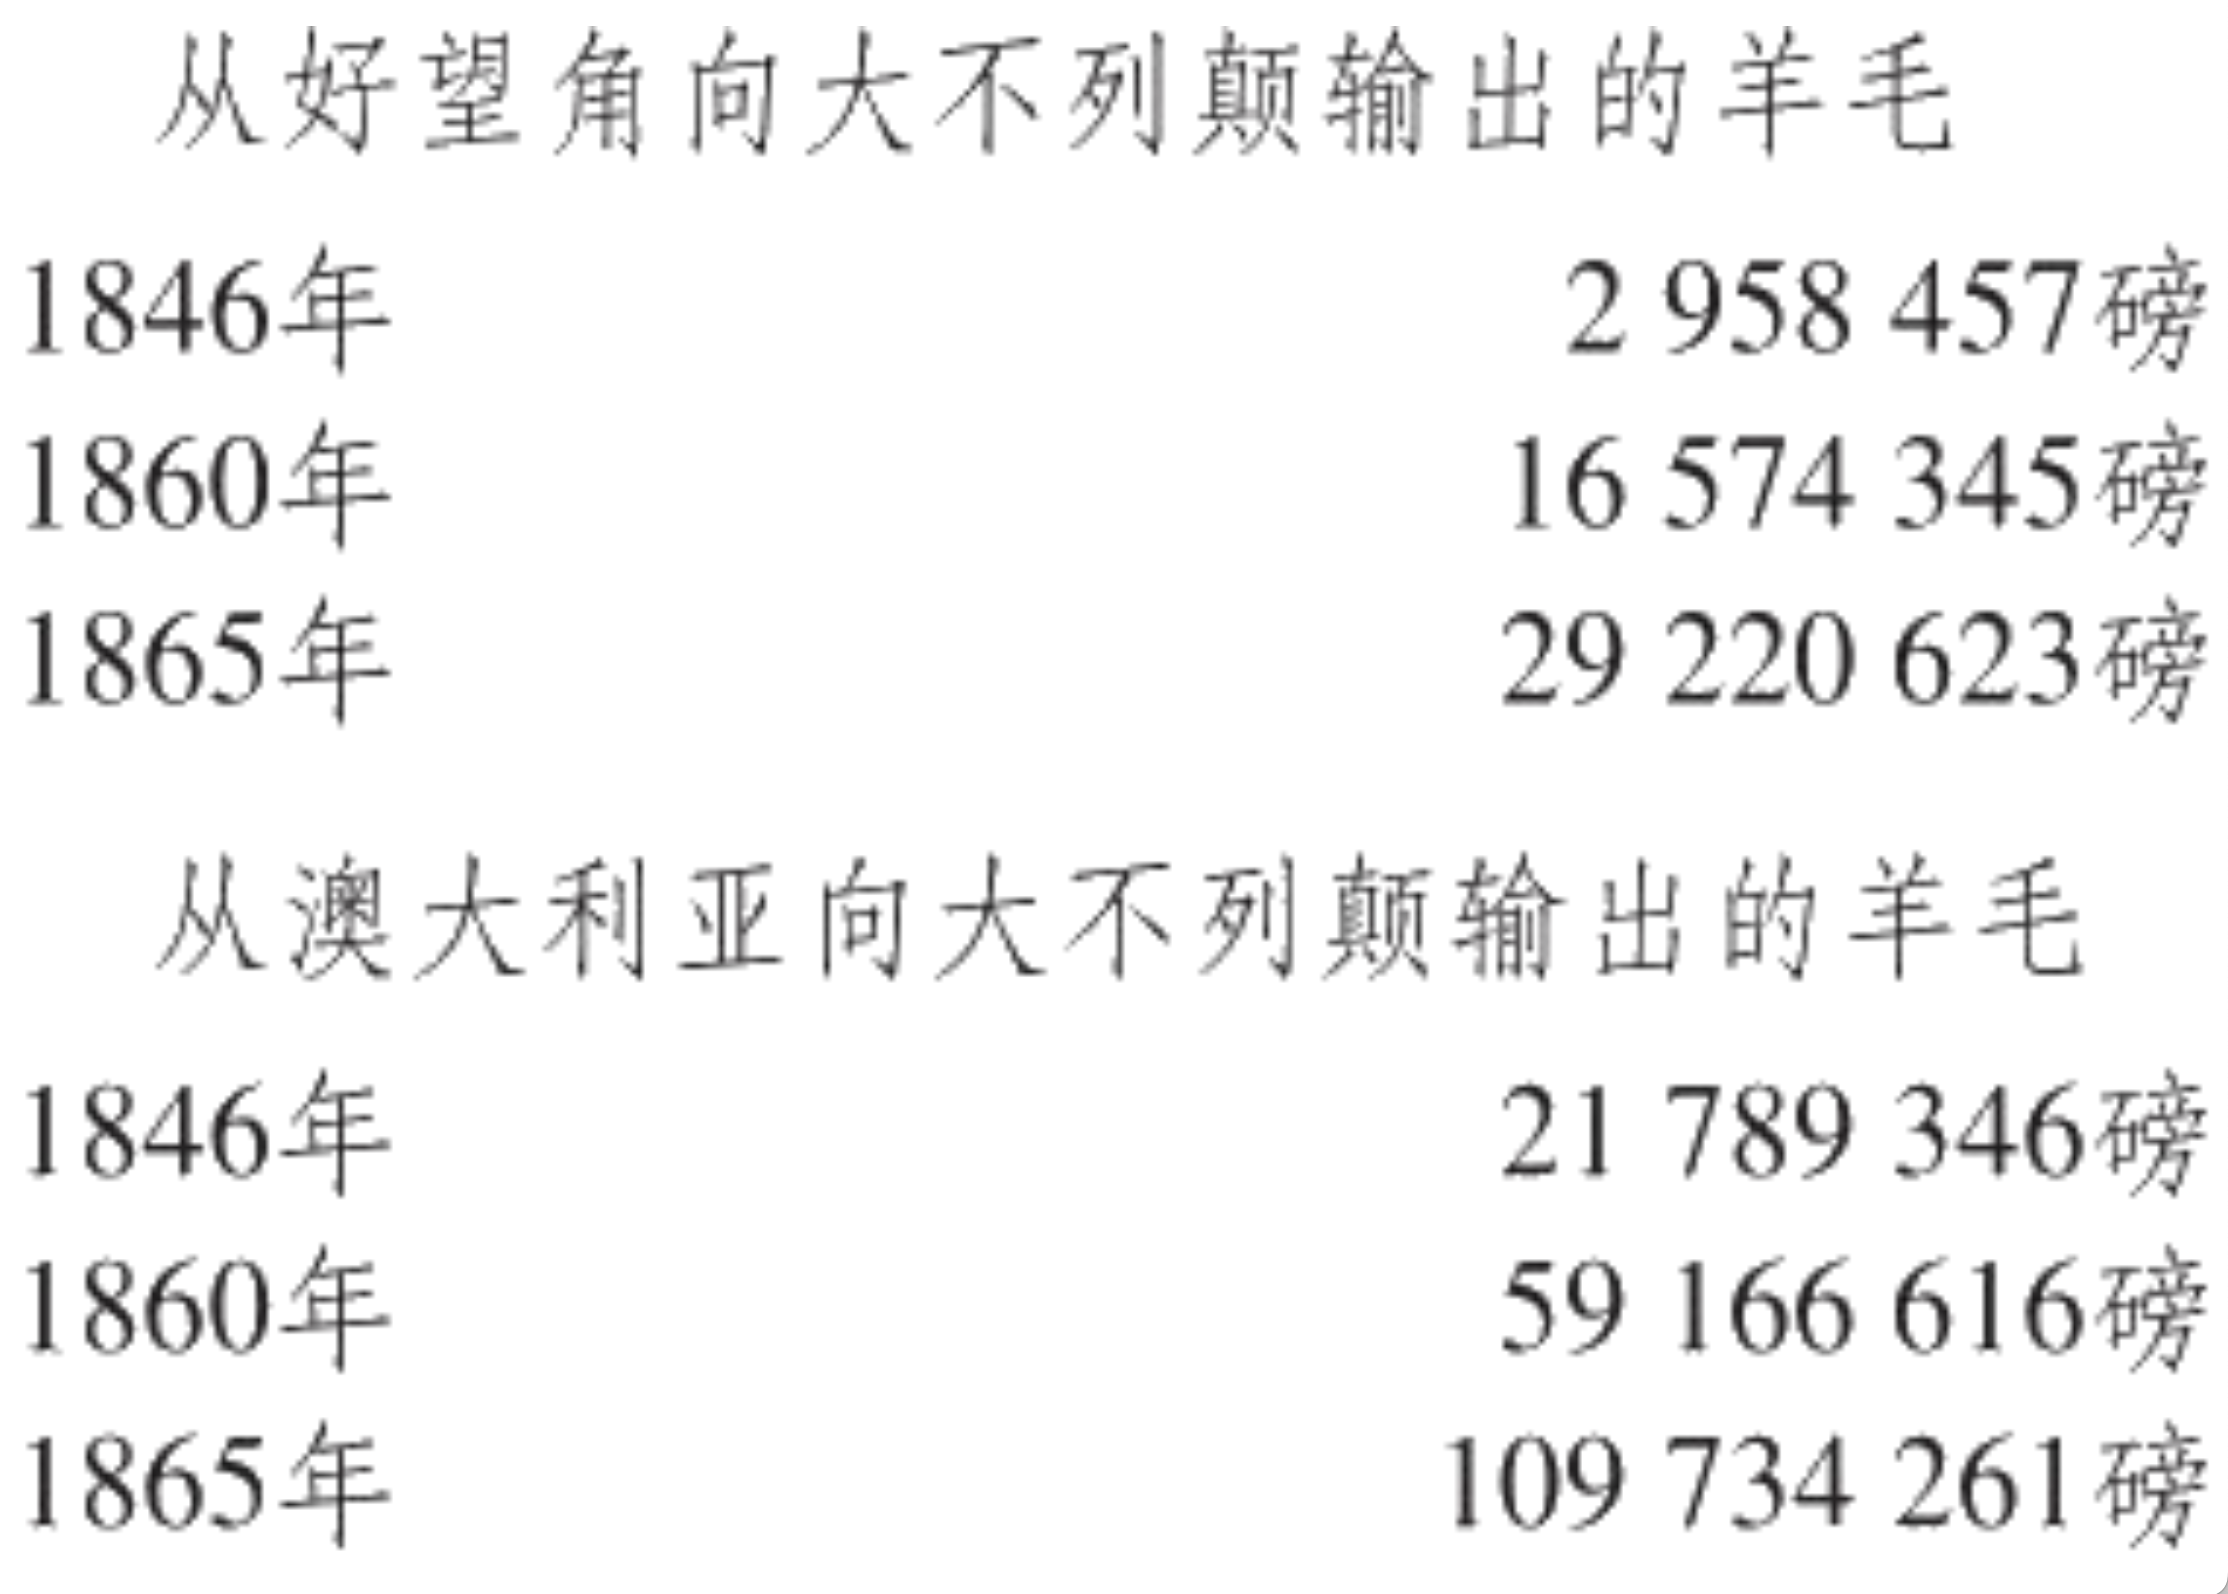 从好望角向大不列颠输出的羊毛
1846年 2 958 457磅
1860年 16 574 345磅
1865年 29 220 623磅
从澳大利亚向大不列颠输出的羊毛
1846年 21 789 346磅
1860年 59 166 616磅
1865年 109 734 261磅